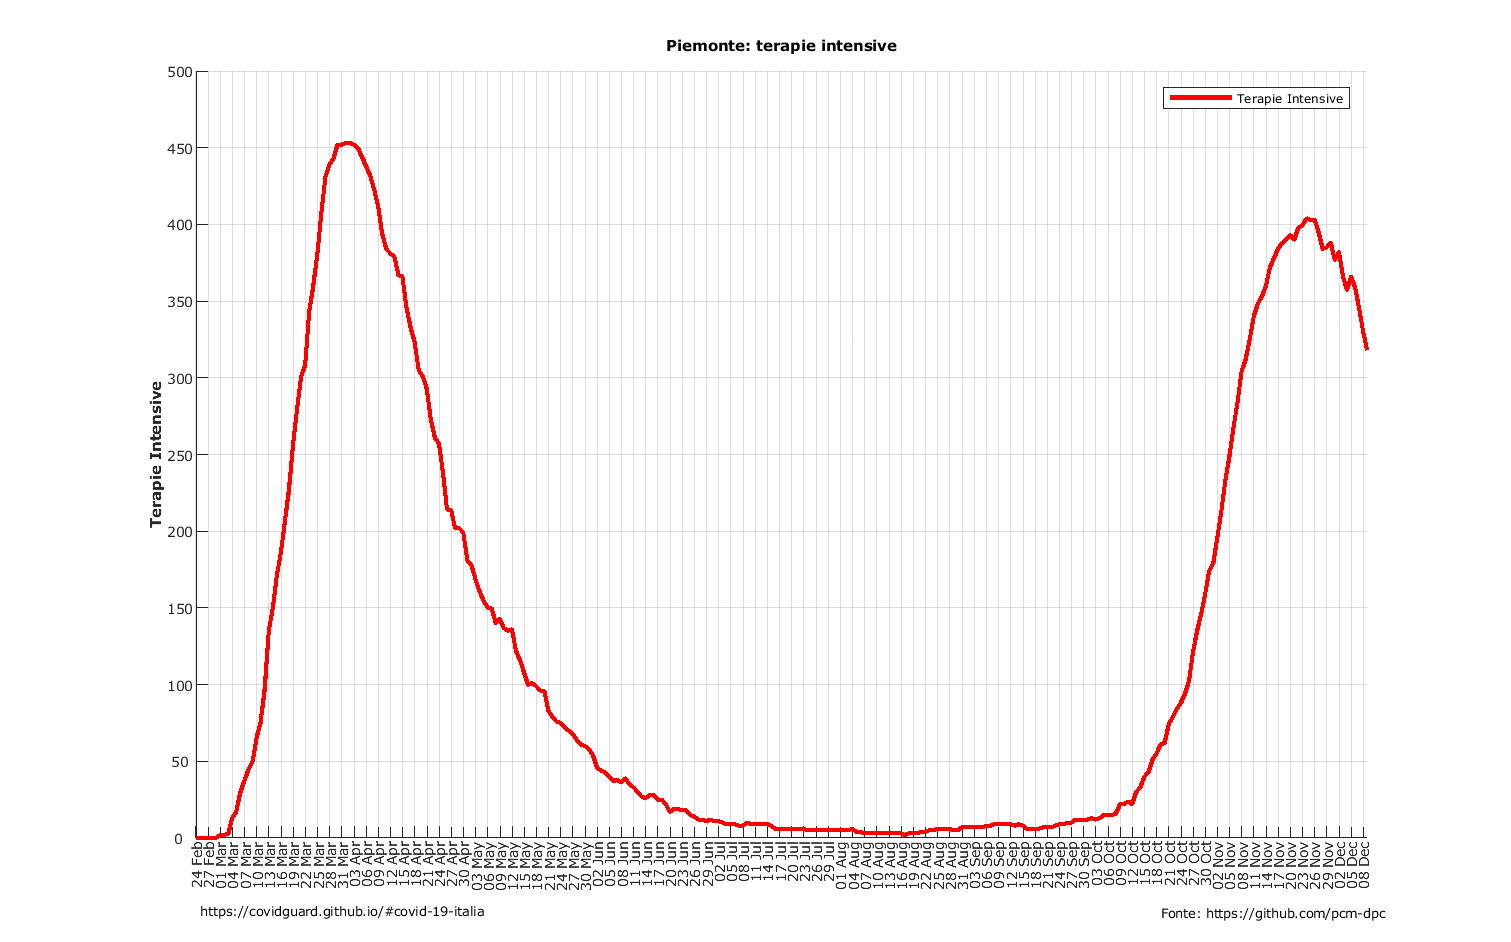 Piemonte: terapie intensive
Terapie Intensive
Terapie Intensive
500
450
400
350
300
250
200
150
100
50
0
24 Feb
27 Feb
01 Mar
04 Mar
07 Mar
10 Mar
13 Mar
16 Mar
19 Mar
22 Mar
25 Mar
28 Mar
31 Mar
03 Apr
06 Apr
09 Apr
12 Apr
15 Apr
18 Apr
21 Apr
24 Apr
27 Apr
30 Apr
03 May
06 May
09 May
12 May
15 May
18 May
21 May
24 May
27 May
30 May
02 Jun
05 Jun
08 Jun
11 Jun
14 Jun
17 Jun
20 Jun
23 Jun
26 Jun
29 Jun
02 Jul
05 Jul
08 Jul
11 Jul
14 Jul
17 Jul
20 Jul
23 Jul
26 Jul
29 Jul
01 Aug
04 Aug
07 Aug
10 Aug
13 Aug
16 Aug
19 Aug
22 Aug
25 Aug
28 Aug
31 Aug
03 Sep
06 Sep
09 Sep
12 Sep
15 Sep
18 Sep
21 Sep
24 Sep
27 Sep
30 Sep
03 Oct
06 Oct
09 Oct
12 Oct
15 Oct
18 Oct
21 Oct
24 Oct
27 Oct
30 Oct
02 Nov
05 Nov
08 Nov
11 Nov
14 Nov
17 Nov
20 Nov
23 Nov
26 Nov
29 Nov
02 Dec
05 Dec
08 Dec
https://covidguard.github.io/#covid-19-italia
Fonte: https://github.com/pcm-dpc